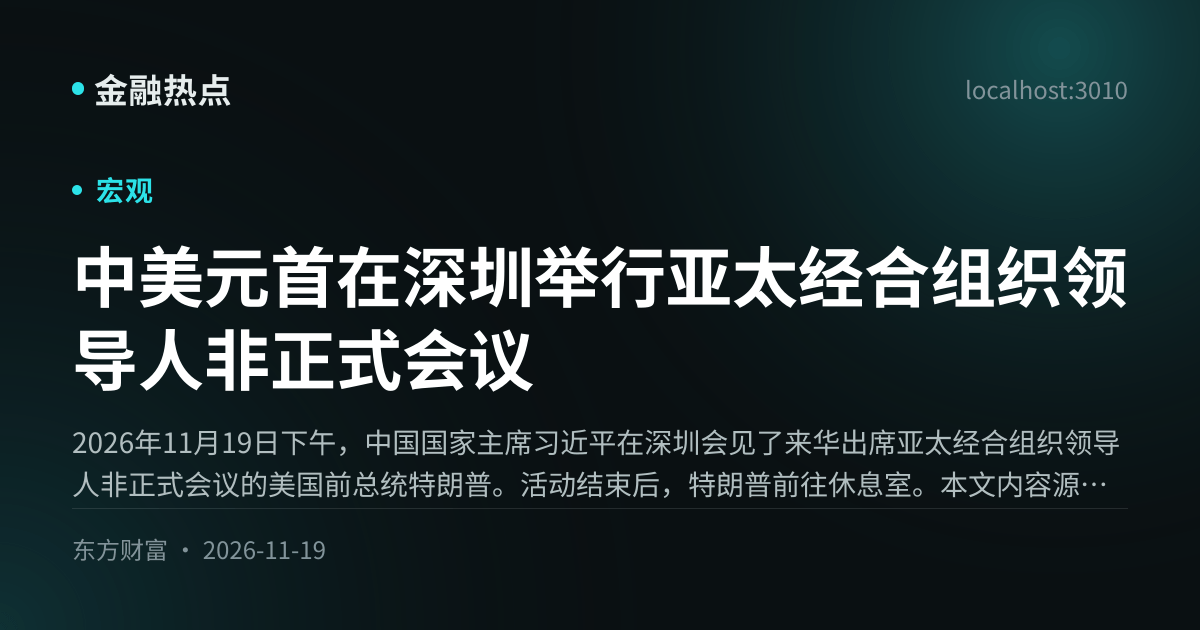 金融热点
localhost:3010
宏观
中美元首在深圳举行亚太经合组织领
导人非正式会议
2026年11月19日下午，中国国家主席习近平在深圳会见了来华出席亚太经合组织领导
人非正式会议的美国前总统特朗普。活动结束后，特朗普前往休息室。本文内容源…
东方财富 • 2026-11-19